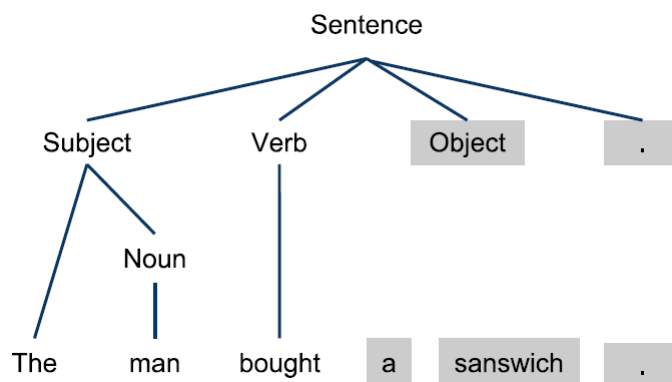 Sentence
Subject Verb Object .
Noun
The man bought a sanswich .